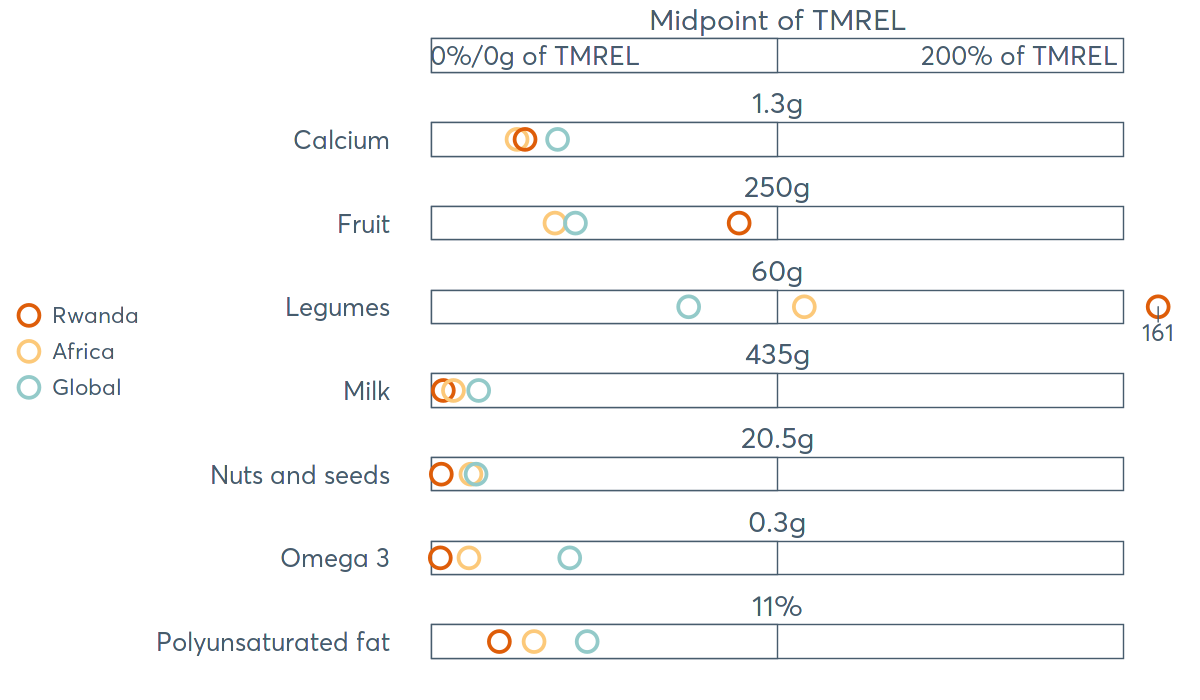 Midpoint of TMREL
0%/0g of TMREL
200% of TMREL
1.3g
Calcium
250g
Fruit
60g
Legumes
161
435g
Milk
20.5g
Nuts and seeds
0.3g
Omega 3
11%
Polyunsaturated fat
Rwanda
Africa
Global